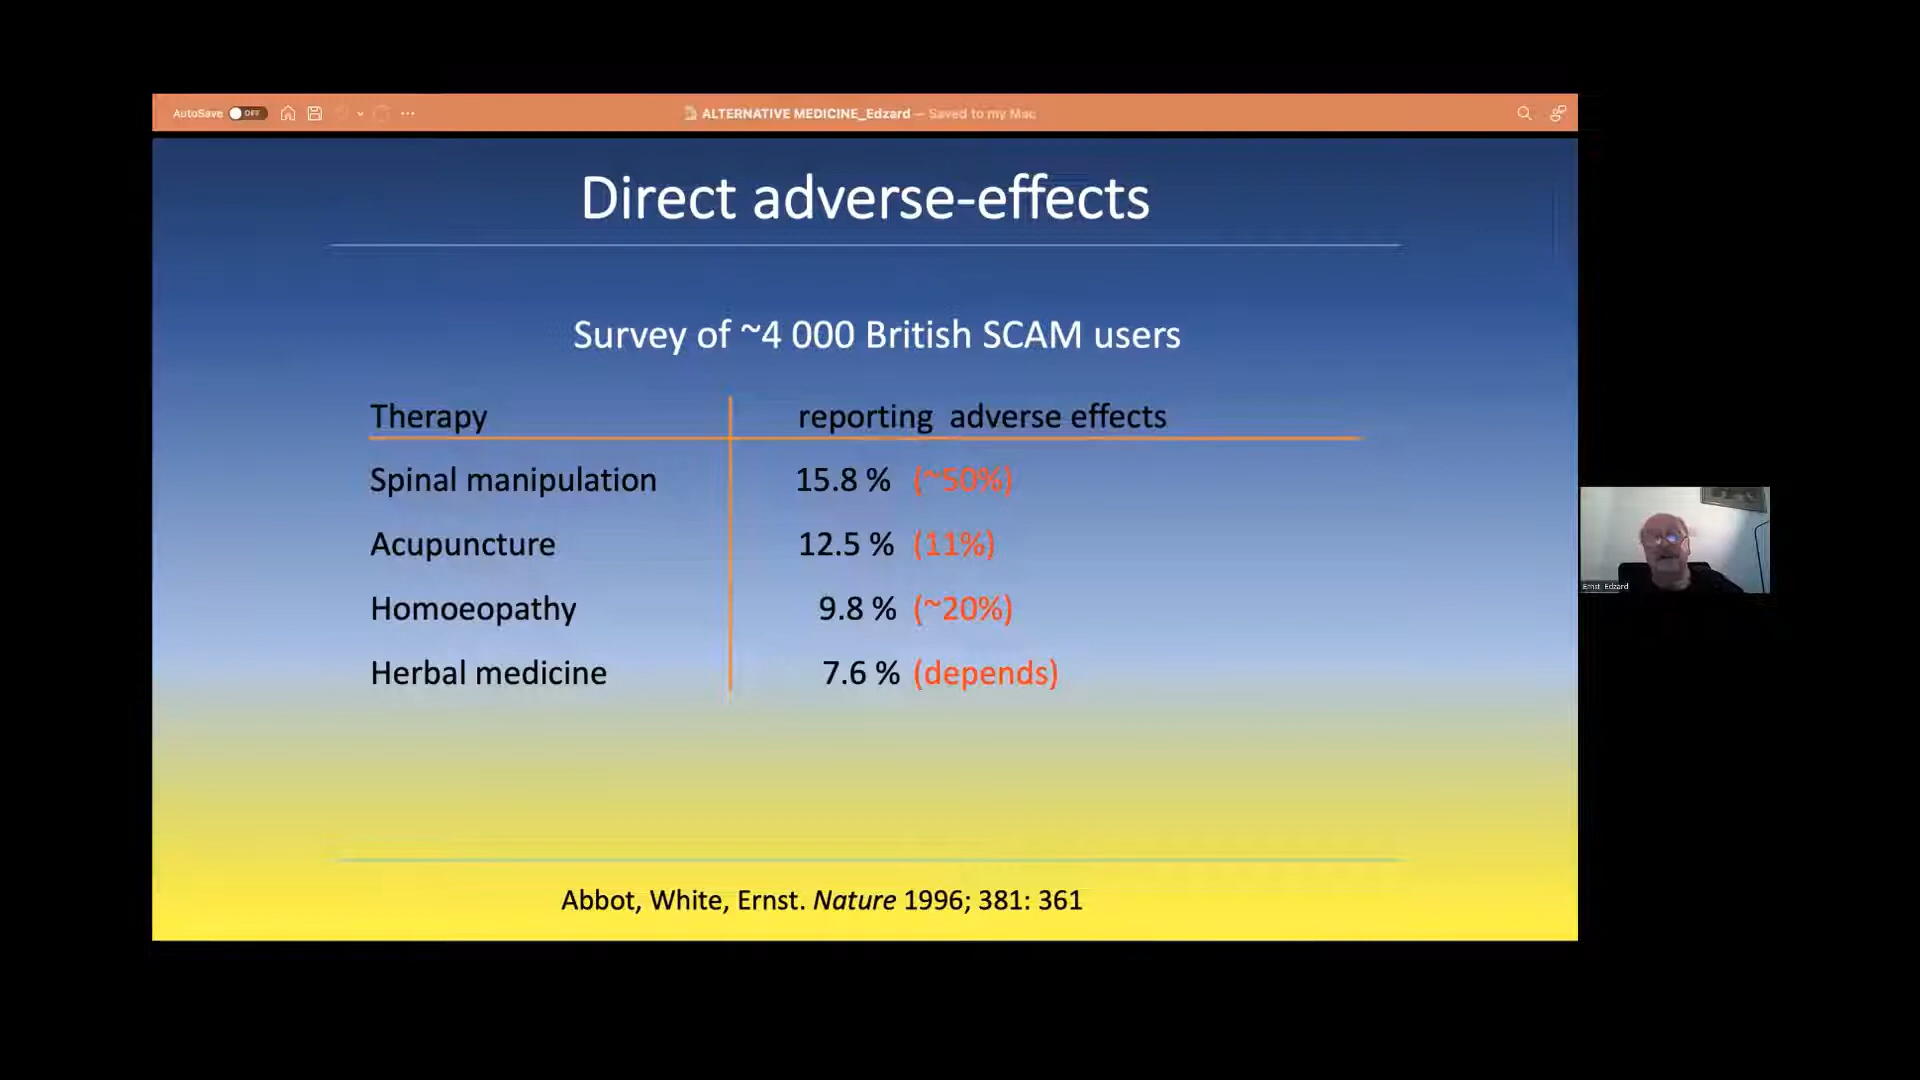 AutoSave OFF ALTERNATIVE MEDICINE_Edzard — Saved to my Mac
Direct adverse-effects
Survey of ~4 000 British SCAM users
Therapy reporting adverse effects
Spinal manipulation 15.8 % (~50%)
Acupuncture 12.5 % (11%)
Homoeopathy 9.8 % (~20%)
Herbal medicine 7.6 % (depends)
Ernst, Edzard
Abbot, White, Ernst. Nature 1996; 381: 361